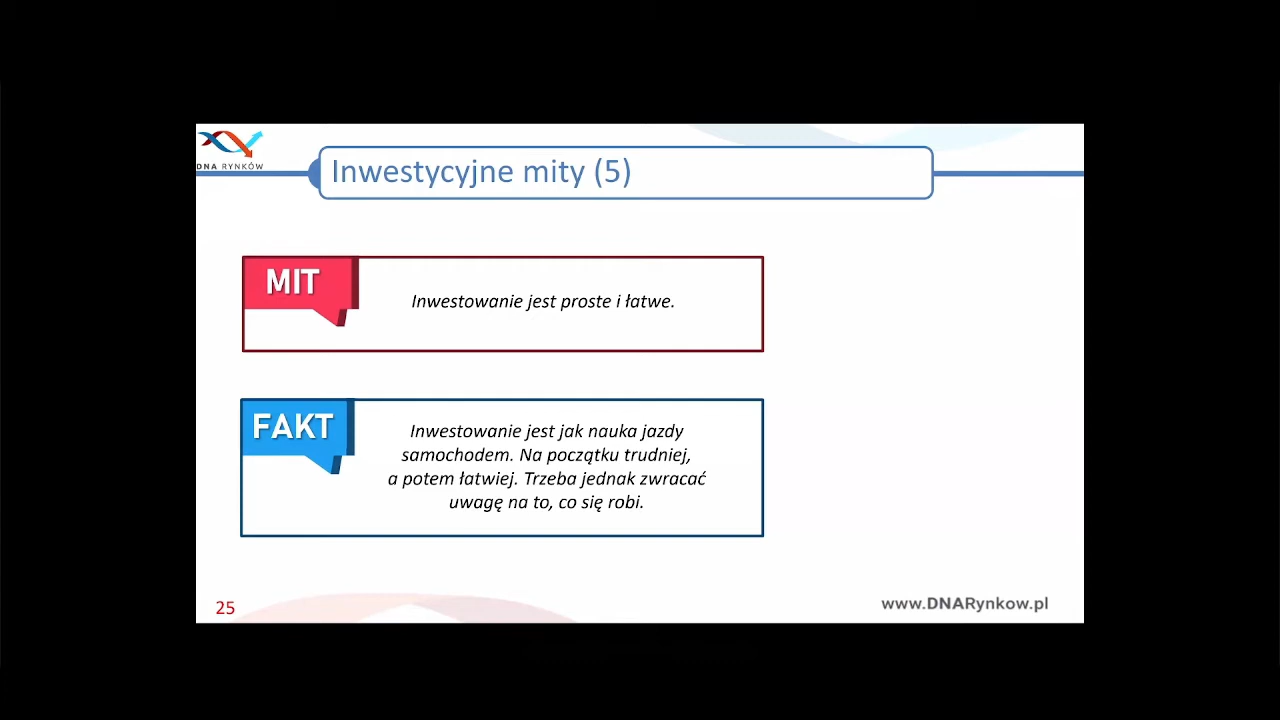 DNA RYNKÓW
Inwestycyjne mity (5)
MIT
Inwestowanie jest proste i łatwe.
FAKT
Inwestowanie jest jak nauka jazdy
samochodem. Na początku trudniej,
a potem łatwiej. Trzeba jednak zwracać
uwagę na to, co się robi.
25
www.DNARynkow.pl